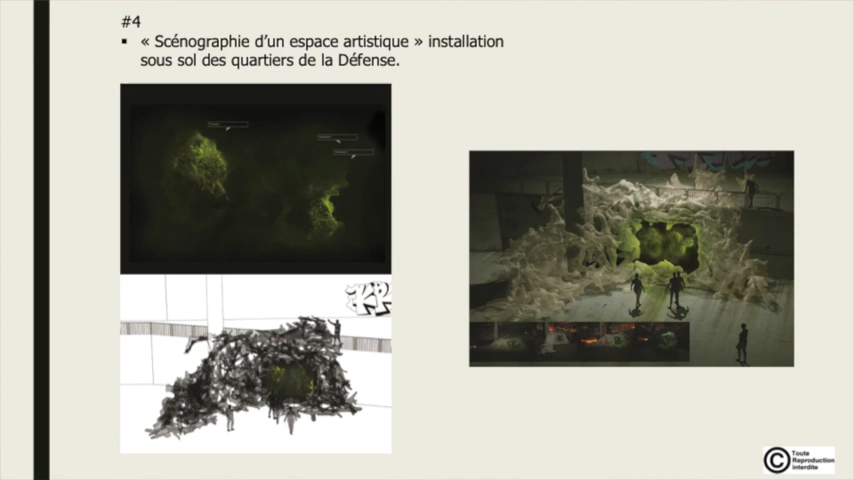 #4
▪ « Scénographie d’un espace artistique » installation
sous sol des quartiers de la Défense.
© Toute
Reproduction
Interdite